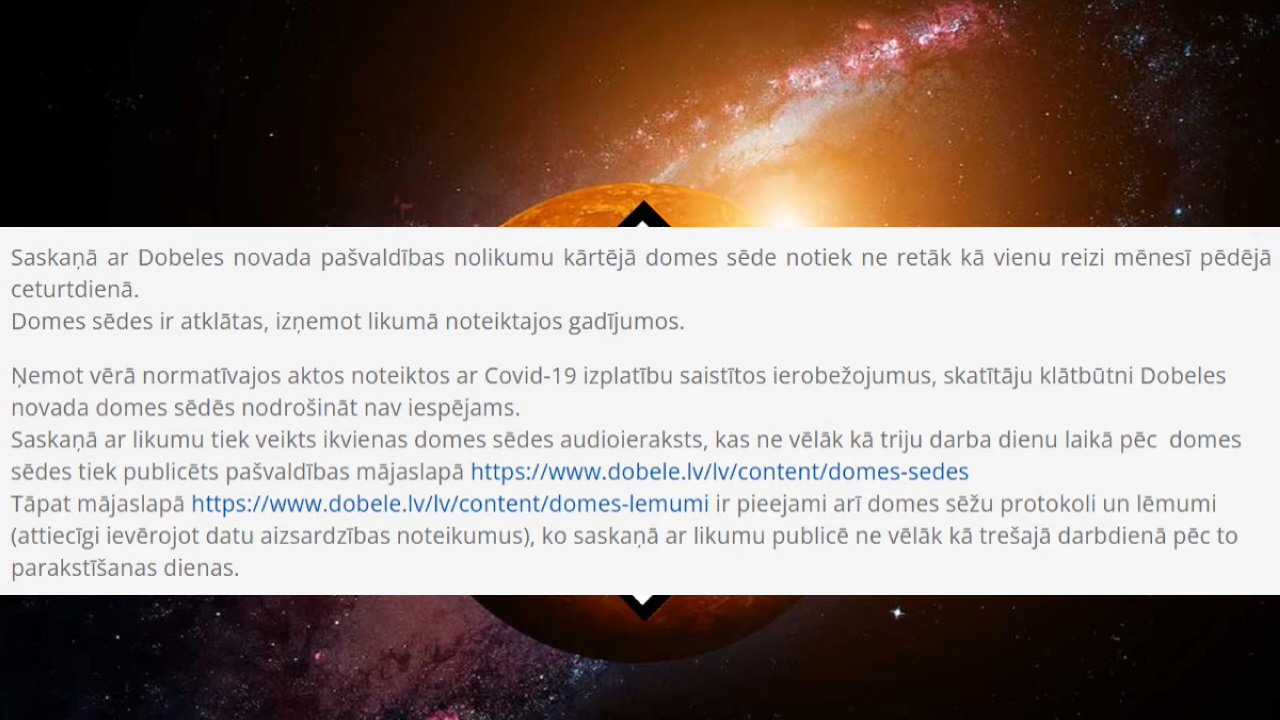 Saskaņā ar Dobeles novada pašvaldības nolikumu kārtējā domes sēde notiek ne retāk kā vienu reizi mēnesī pēdējā
ceturtdienā.
Domes sēdes ir atklātas, izņemot likumā noteiktajos gadījumos.
Ņemot vērā normatīvajos aktos noteiktos ar Covid-19 izplatību saistītos ierobežojumus, skatītāju klātbūtni Dobeles
novada domes sēdēs nodrošināt nav iespējams.
Saskaņā ar likumu tiek veikts ikvienas domes sēdes audioieraksts, kas ne vēlāk kā triju darba dienu laikā pēc  domes
sēdes tiek publicēts pašvaldības mājaslapā https://www.dobele.lv/lv/content/domes-sedes
Tāpat mājaslapā https://www.dobele.lv/lv/content/domes-lemumi ir pieejami arī domes sēžu protokoli un lēmumi
(attiecīgi ievērojot datu aizsardzības noteikumus), ko saskaņā ar likumu publicē ne vēlāk kā trešajā darbdienā pēc to
parakstīšanas dienas.